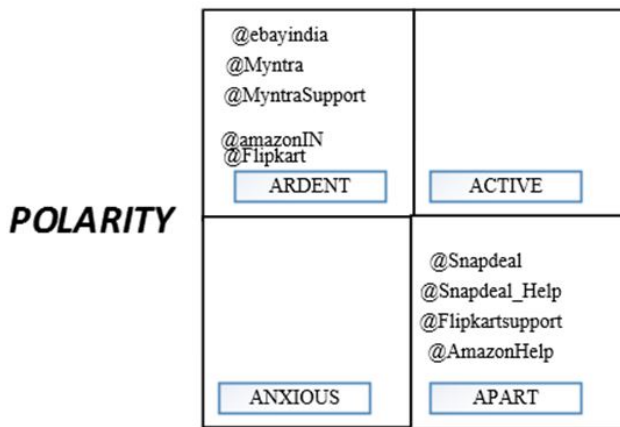 @ebayindia
@Myntra
@MyntraSupport
@amazonIN
@Flipkart
ARDENT
ACTIVE
POLARITY
@Snapdeal
@Snapdeal_Help
@Flipkartsupport
@AmazonHelp
ANXIOUS
APART